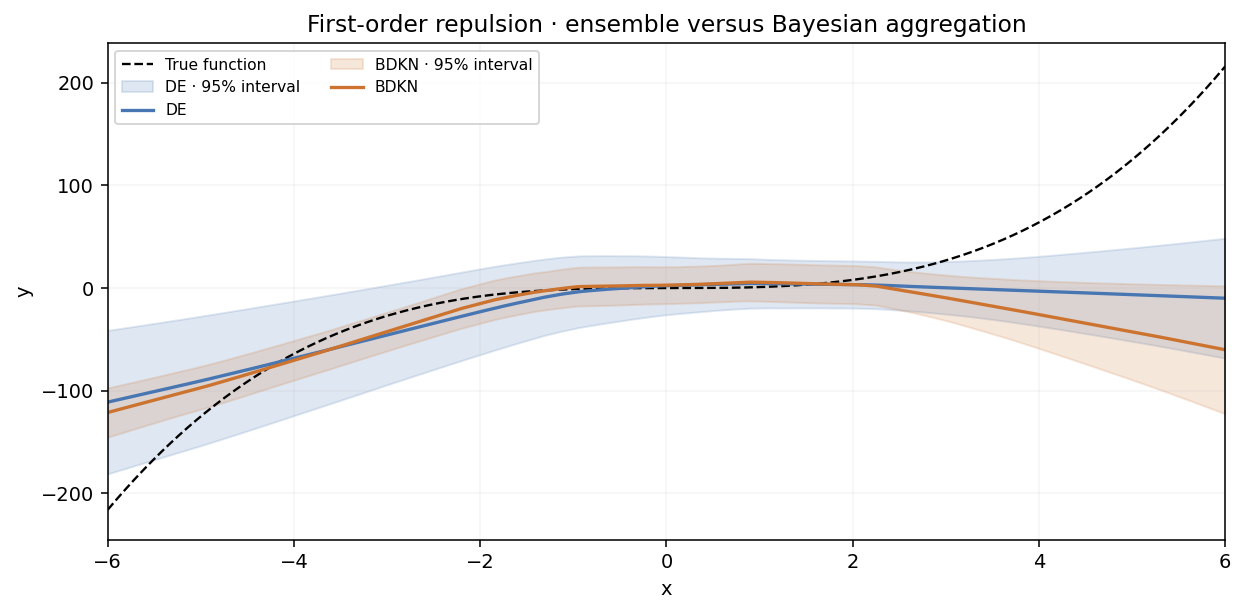 First-order repulsion · ensemble versus Bayesian aggregation
True function
DE · 95% interval
DE
BDKN · 95% interval
BDKN
y
200
100
0
−100
−200
−6
−4
−2
0
2
4
6
x